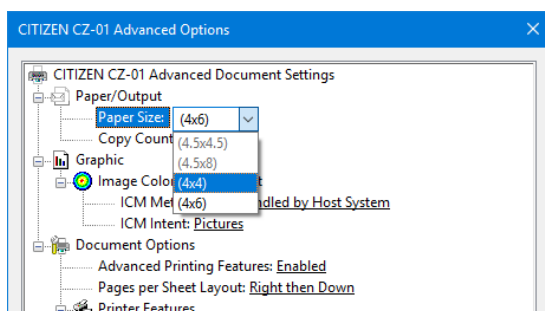 CITIZEN CZ-01 Advanced Options
CITIZEN CZ-01 Advanced Document Settings
Paper/Output
Paper Size: (4x6)
Copy Count
(4.5x4.5)
Graphic
(4.5x8)
Image Color
(4x4)
ICM
(4x6)
by Host System
ICM Intent: Pictures
Document Options
Advanced Printing Features: Enabled
Pages per Sheet Layout: Right then Down
Printer Features